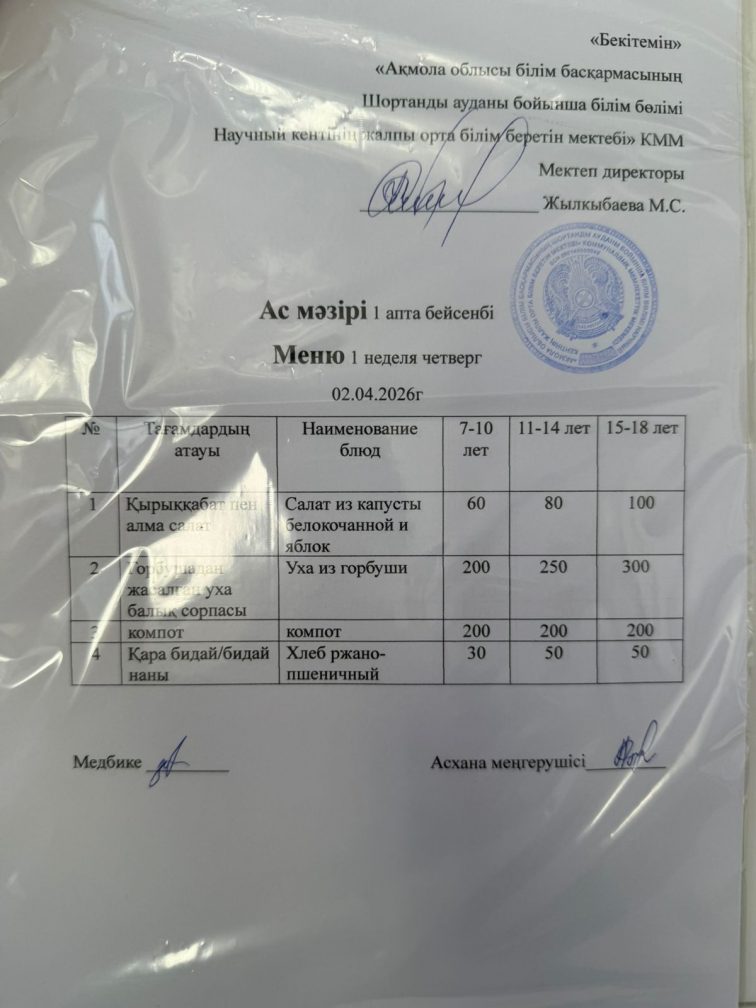 «Бекітемін»
«Ақмола облысы білім басқармасының
Шортанды ауданы бойынша білім бөлімі
Научный кентінің жалпы орта білім беретін мектебі» КММ
Мектеп директоры
Жылкыбаева М.С.
Ас мәзірі 1 апта бейсенбі
Меню 1 неделя четверг
02.04.2026г
№ Тағамдардың атауы Наименование блюд 7-10 лет 11-14 лет 15-18 лет
1 Қырыққабат пен алма салат Салат из капусты белокочанной и яблок 60 80 100
2 Горбушадан жасалған уха балық сорпасы Уха из горбуши 200 250 300
3 компот компот 200 200 200
4 Қара бидай/бидай наны Хлеб ржано-пшеничный 30 50 50
Медбике
Асхана меңгерушісі